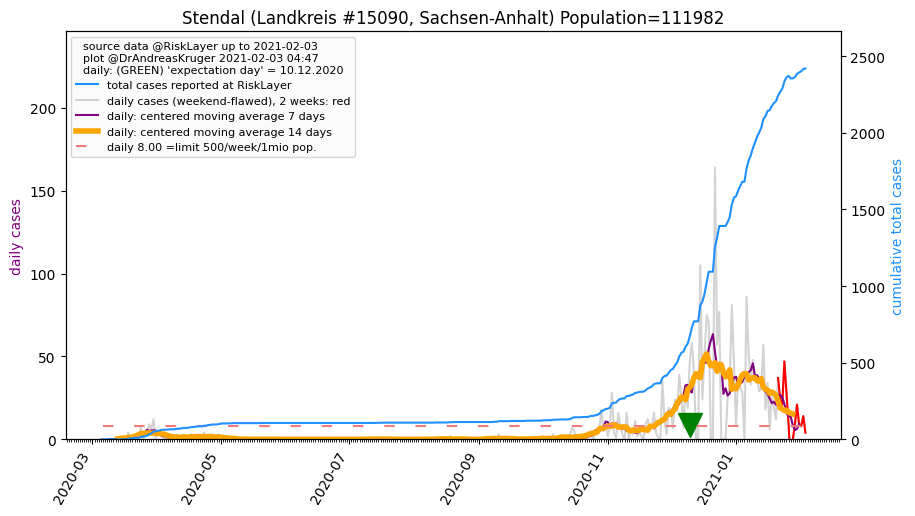 Stendal (Landkreis #15090, Sachsen-Anhalt) Population=111982
source data @RiskLayer up to 2021-02-03
plot @DrAndreasKruger 2021-02-03 04:47
daily: (GREEN) 'expectation day' = 10.12.2020
total cases reported at RiskLayer
daily cases (weekend-flawed), 2 weeks: red
daily: centered moving average 7 days
daily: centered moving average 14 days
daily 8.00 =limit 500/week/1mio pop.
daily cases
200
150
100
50
0
cumulative total cases
2500
2000
1500
1000
500
0
2020-03
2020-05
2020-07
2020-09
2020-11
2021-01